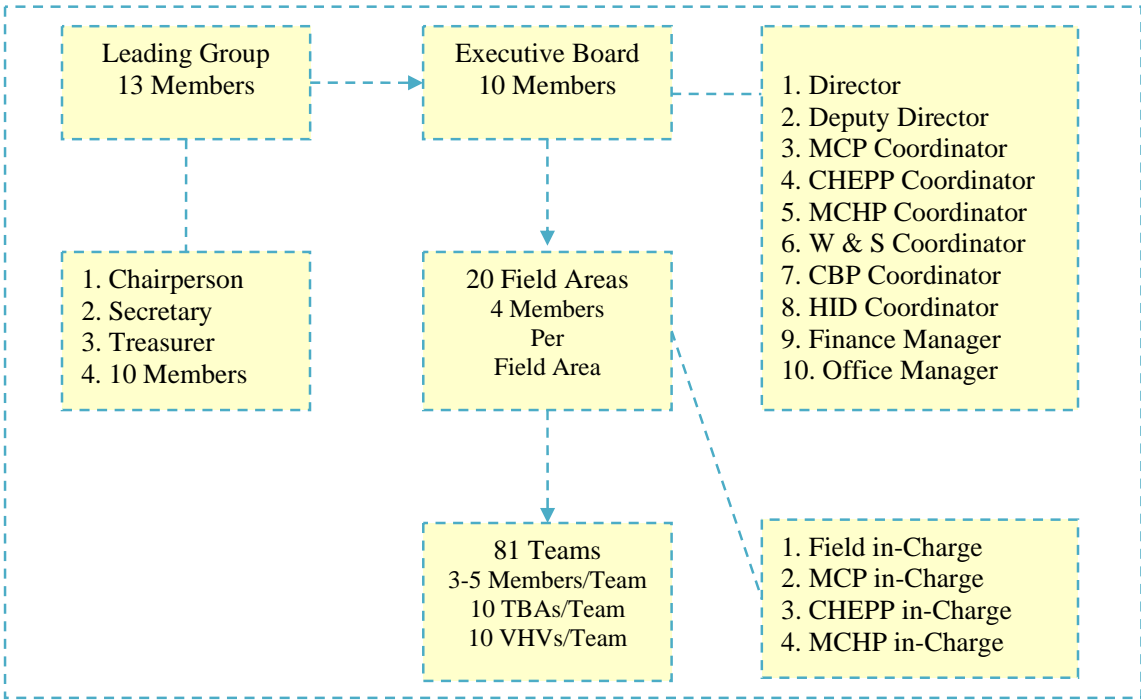 Leading Group
13 Members
Executive Board
10 Members
1. Director
2. Deputy Director
3. MCP Coordinator
4. CHEPP Coordinator
5. MCHP Coordinator
6. W & S Coordinator
7. CBP Coordinator
8. HID Coordinator
9. Finance Manager
10. Office Manager
1. Chairperson
2. Secretary
3. Treasurer
4. 10 Members
20 Field Areas
4 Members
Per
Field Area
81 Teams
3-5 Members/Team
10 TBAs/Team
10 VHVs/Team
1. Field in-Charge
2. MCP in-Charge
3. CHEPP in-Charge
4. MCHP in-Charge